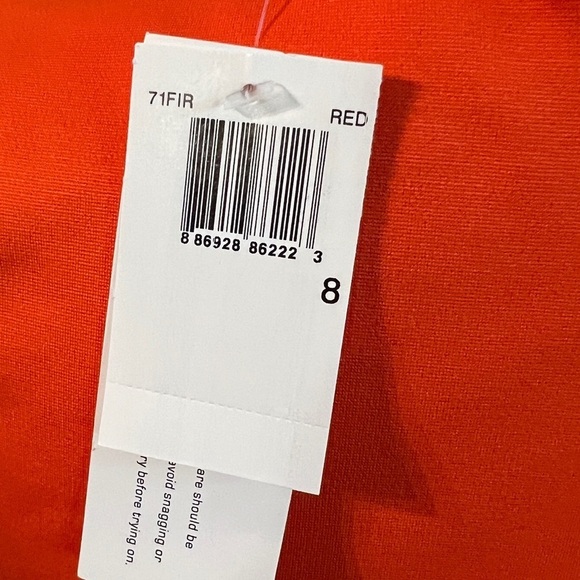 71FIR
RED
8 86928 86222 3
8
are should be
avoid snagging or
ry before trying on.